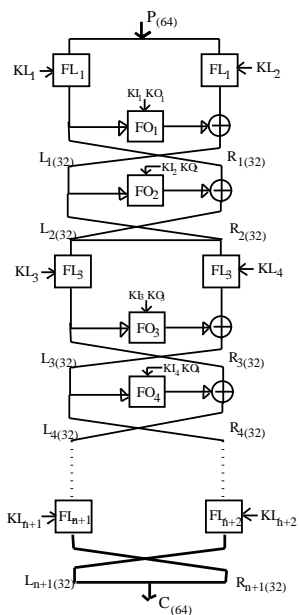 P(64)
KL1 FL1 FL1 KL2
KI1 KO1
FO1
L1(32) R1(32)
KI2 KO2
FO2
L2(32) R2(32)
KL3 FL3 FL3 KL4
KI3 KO3
FO3
L3(32) R3(32)
KI4 KO4
FO4
L4(32) R4(32)
KLn+1 FLn+1 FLn+2 KLn+2
Ln+1(32) Rn+1(32)
C(64)